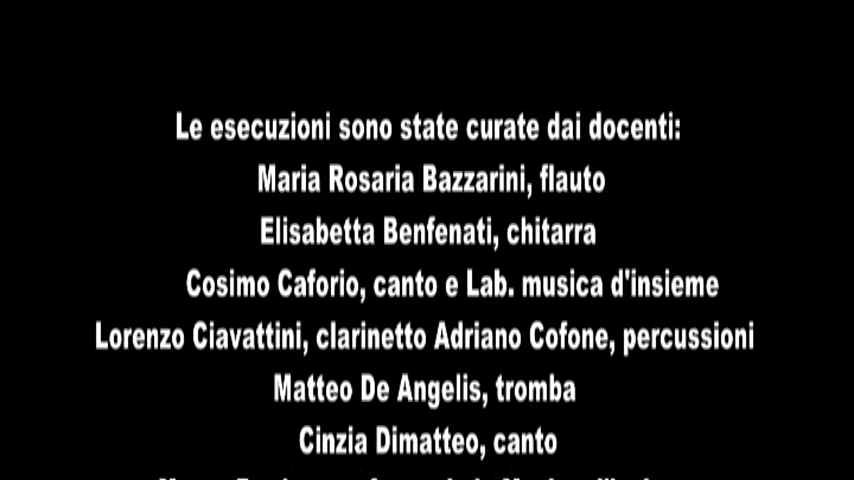 Le esecuzioni sono state curate dai docenti:
Maria Rosaria Bazzarini, flauto
Elisabetta Benfenati, chitarra
Cosimo Caforio, canto e Lab. musica d'insieme
Lorenzo Ciavattini, clarinetto Adriano Cofone, percussioni
Matteo De Angelis, tromba
Cinzia Dimatteo, canto